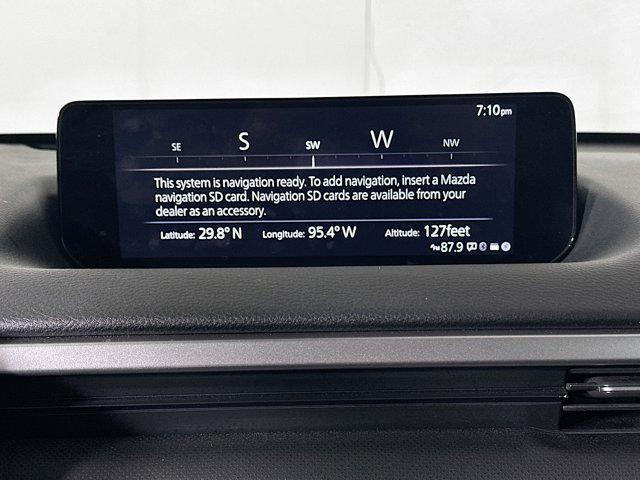 7:10pm
SE S SW W NW
This system is navigation ready. To add navigation, insert a Mazda
navigation SD card. Navigation SD cards are available from your
dealer as an accessory.
Latitude: 29.8° N Longitude: 95.4° W Altitude: 127feet
87.9